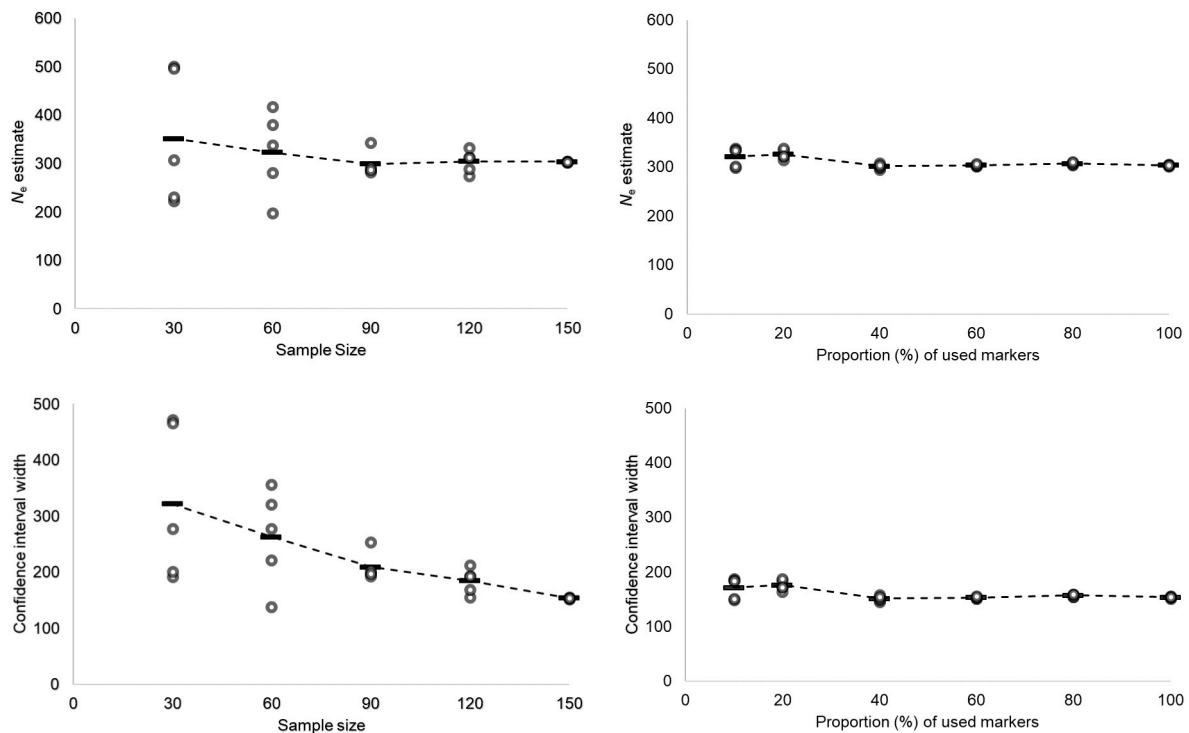 600
500
400
300
200
100
0
Ne estimate
0 30 60 90 120 150
Sample Size
600
500
400
300
200
100
0
Ne estimate
0 20 40 60 80 100
Proportion (%) of used markers
500
400
300
200
100
0
Confidence interval width
0 30 60 90 120 150
Sample size
500
400
300
200
100
0
Confidence interval width
0 20 40 60 80 100
Proportion (%) of used markers